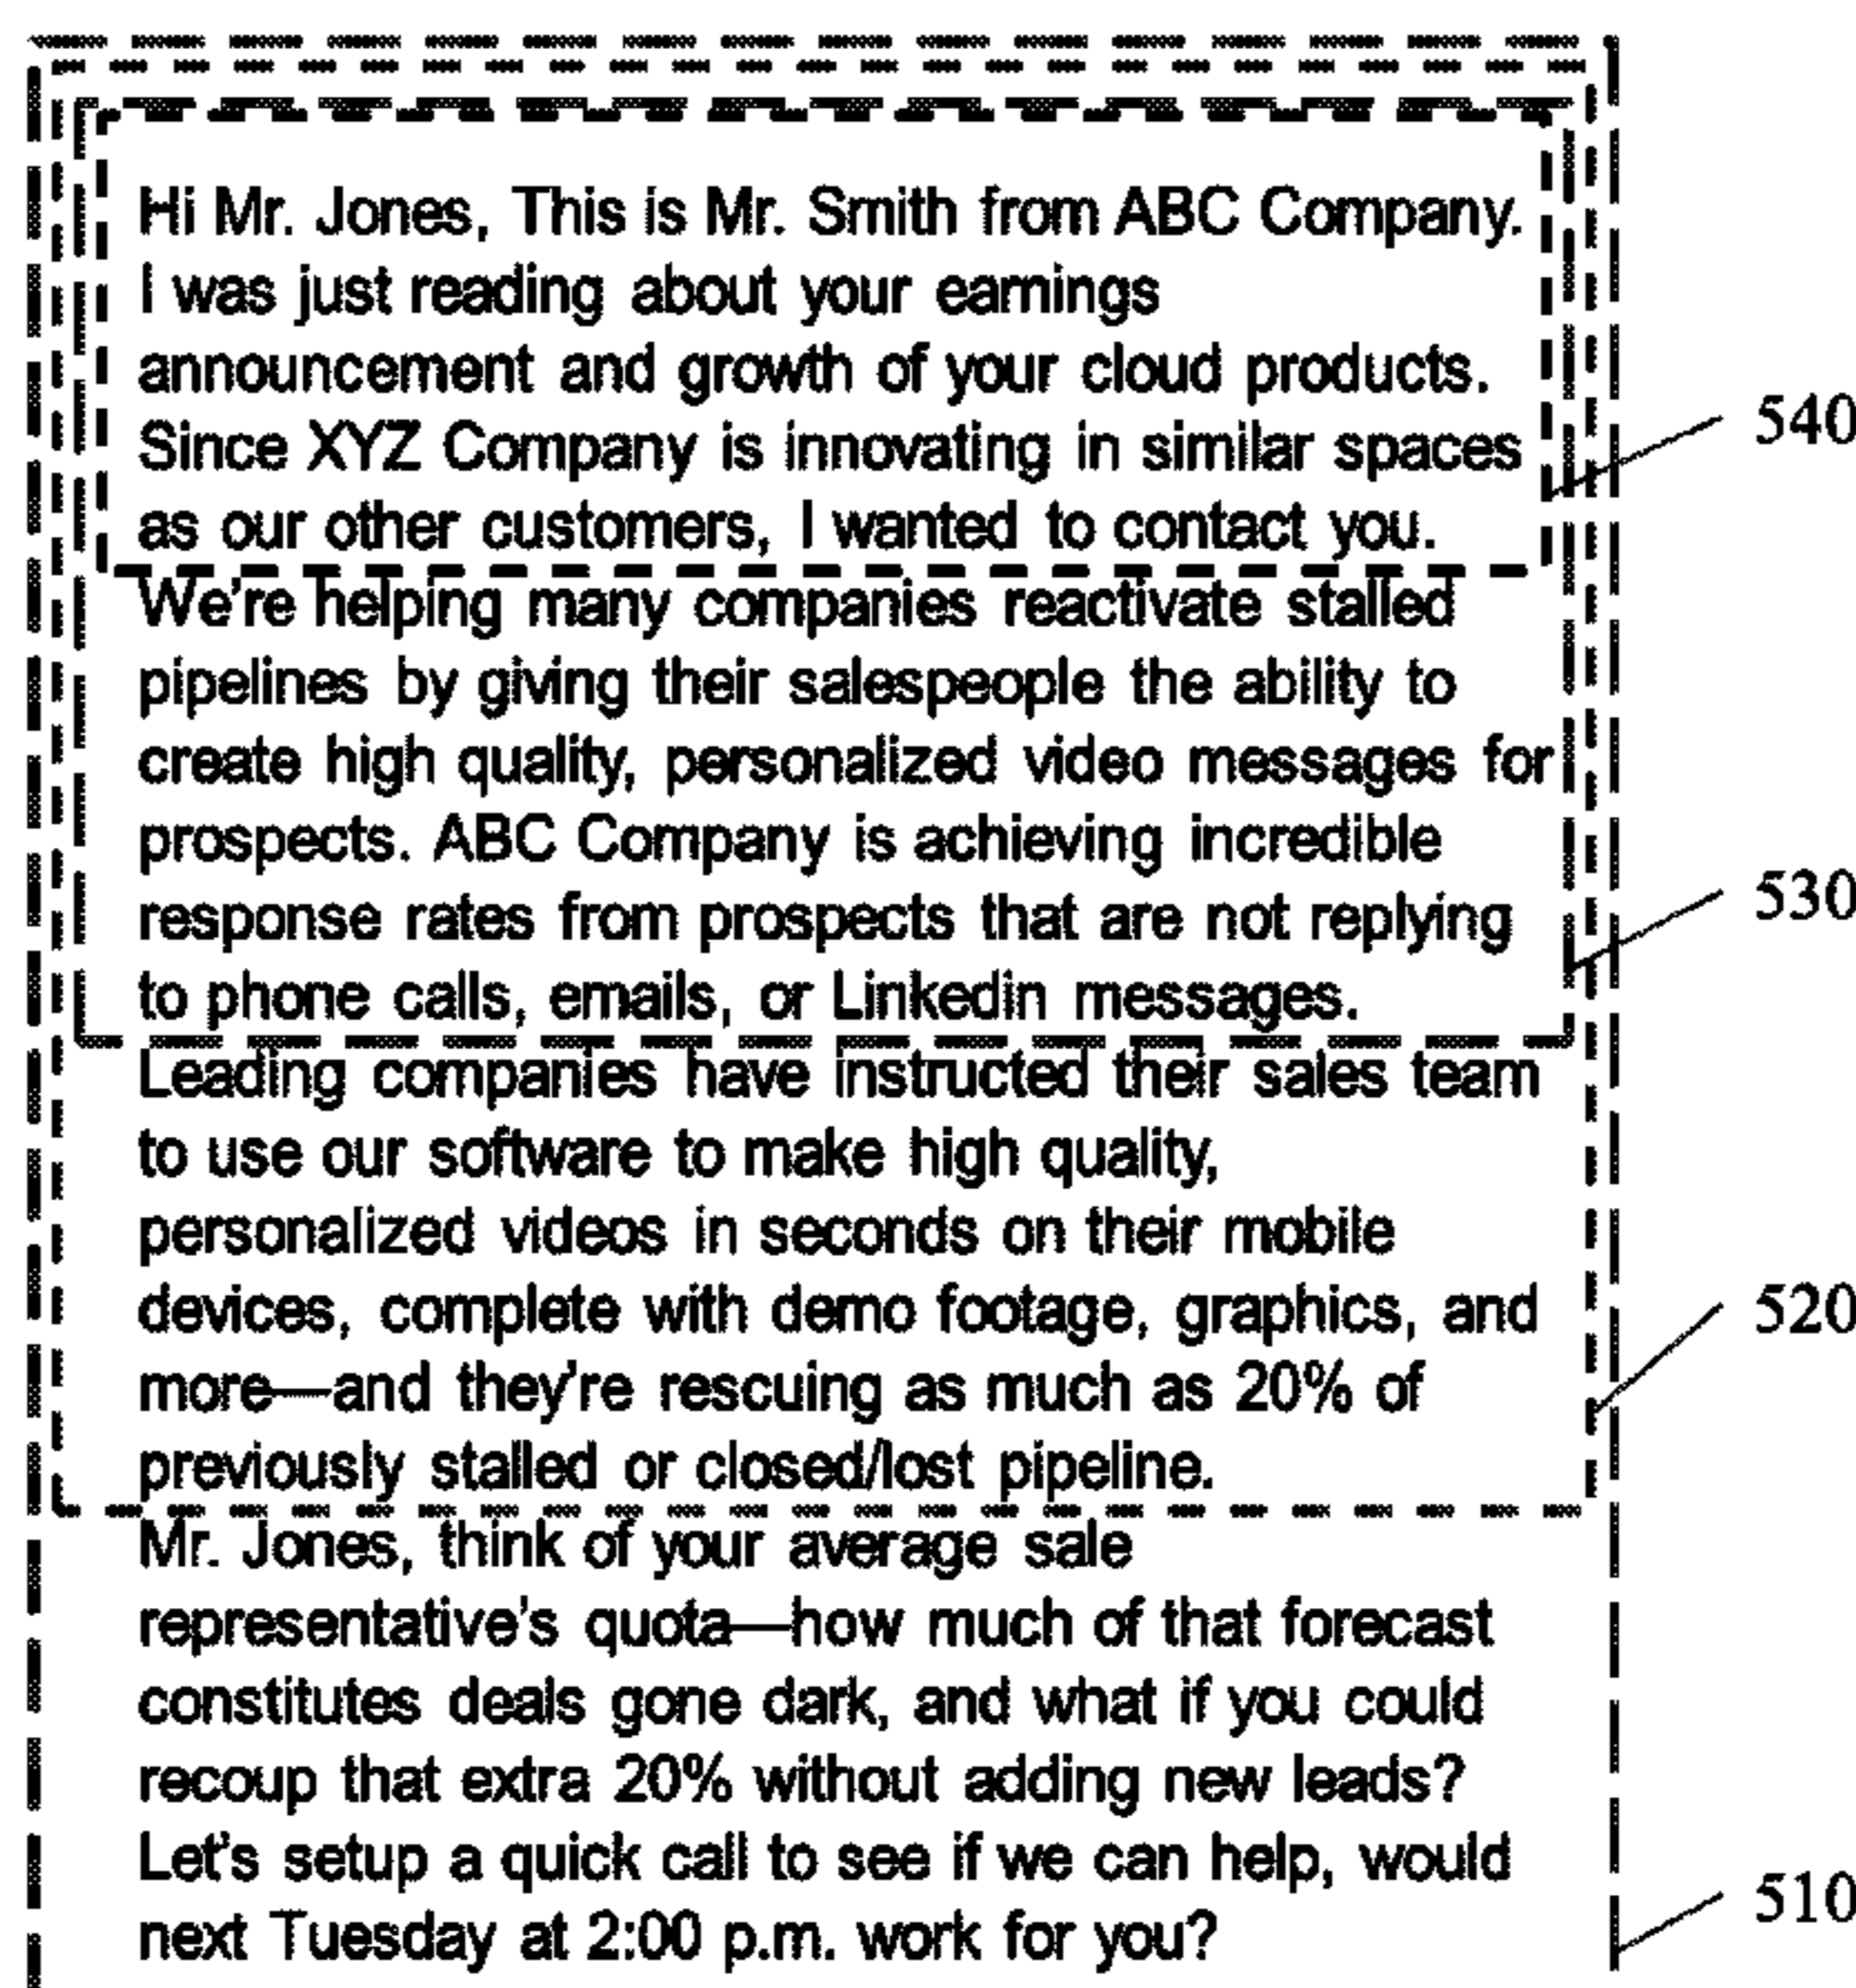 Hi Mr. Jones, This is Mr. Smith from ABC Company.
I was just reading about your earnings
announcement and growth of your cloud products.
Since XYZ Company is innovating in similar spaces
as our other customers, I wanted to contact you.
We're helping many companies reactivate stalled
pipelines by giving their salespeople the ability to
create high quality, personalized video messages for
prospects. ABC Company is achieving incredible
response rates from prospects that are not replying
to phone calls, emails, or Linkedin messages.
Leading companies have instructed their sales team
to use our software to make high quality,
personalized videos in seconds on their mobile
devices, complete with demo footage, graphics, and
more—and they're rescuing as much as 20% of
previously stalled or closed/lost pipeline.
Mr. Jones, think of your average sale
representative's quota—how much of that forecast
constitutes deals gone dark, and what if you could
recoup that extra 20% without adding new leads?
Let's setup a quick call to see if we can help, would
next Tuesday at 2:00 p.m. work for you?
540
530
520
510